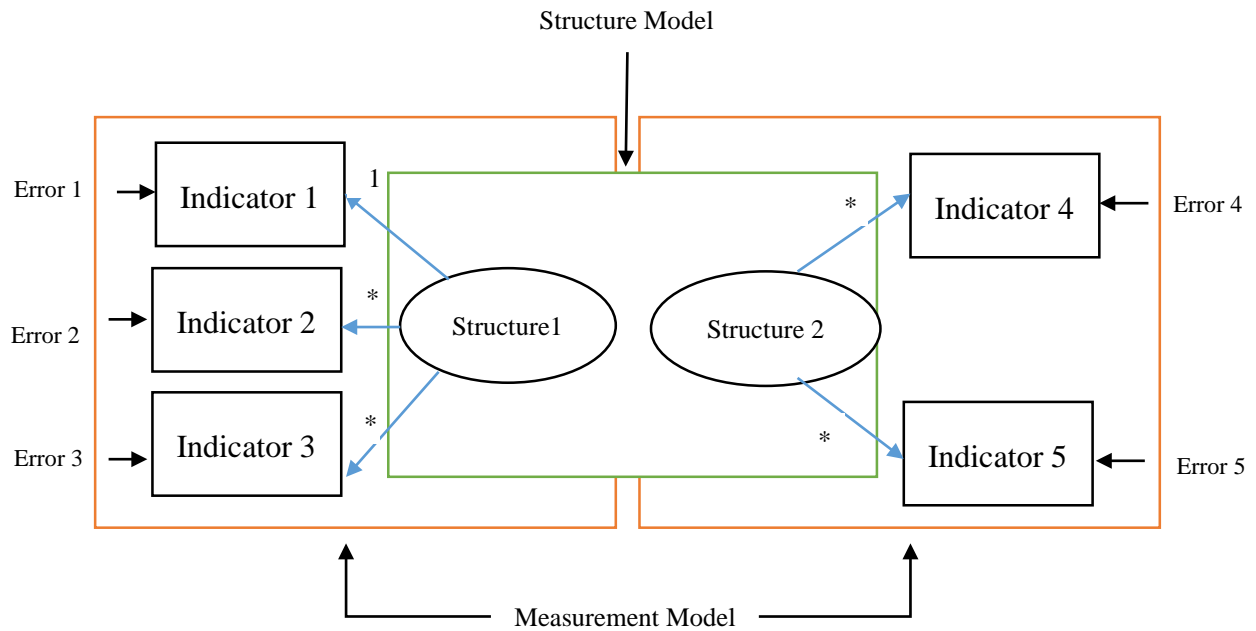 Structure Model
Error 1
Indicator 1
1
*
Indicator 4
Error 4
Error 2
Indicator 2
*
Structure1
Structure 2
Error 3
Indicator 3
*
*
Indicator 5
Error 5
Measurement Model